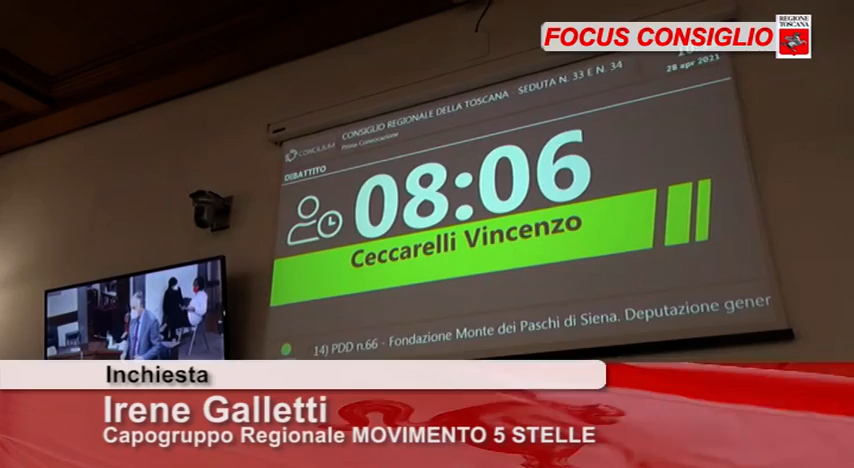 FOCUS CONSIGLIO
REGIONE
TOSCANA
28 apr 2021
CONCILIUM
CONSIGLIO REGIONALE DELLA TOSCANA - SEDUTA N. 33 E N. 34
Prima Convocazione
DIBATTITO
08:06
Ceccarelli Vincenzo
14) PDD n.66 - Fondazione Monte dei Paschi di Siena. Deputazione gener
Inchiesta
Irene Galletti
Capogruppo Regionale MOVIMENTO 5 STELLE